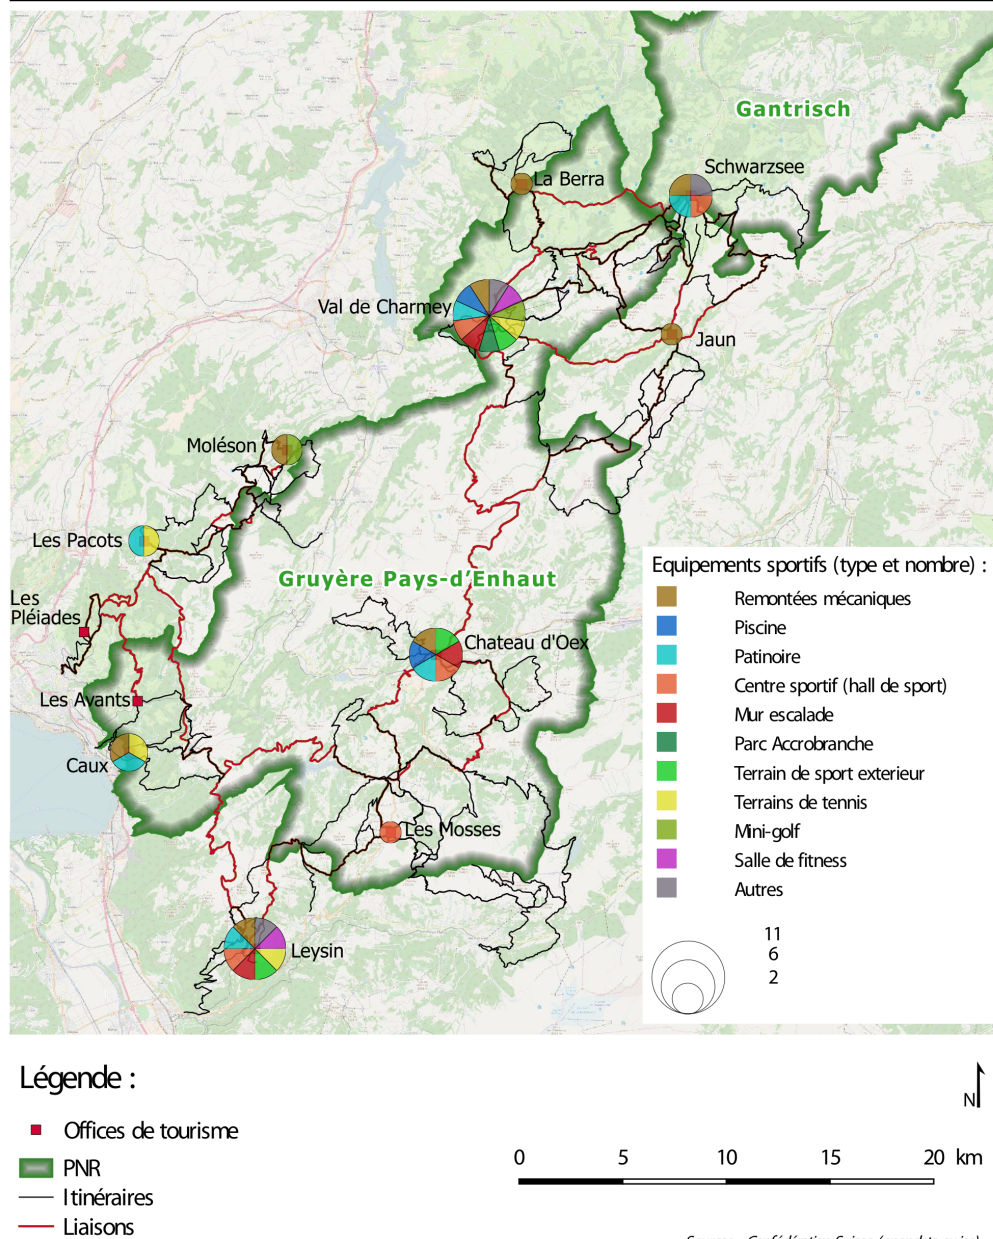 Gantrisch
Schwarzsee
La Berra
Val de Charmey
Jaun
Moléson
Les Pacots
Gruyère Pays-d'Enhaut
Les
Pléiades
Chateau d'Oex
Les Avants
Caux
Les Mosses
Leysin
Equipements sportifs (type et nombre) :
Remontées mécaniques
Piscine
Patinoire
Centre sportif (hall de sport)
Mur escalade
Parc Accrobranche
Terrain de sport exterieur
Terrains de tennis
Mini-golf
Salle de fitness
Autres
11
6
2
Légende :
Offices de tourisme
PNR
Itinéraires
Liaisons
N
0 5 10 15 20 km